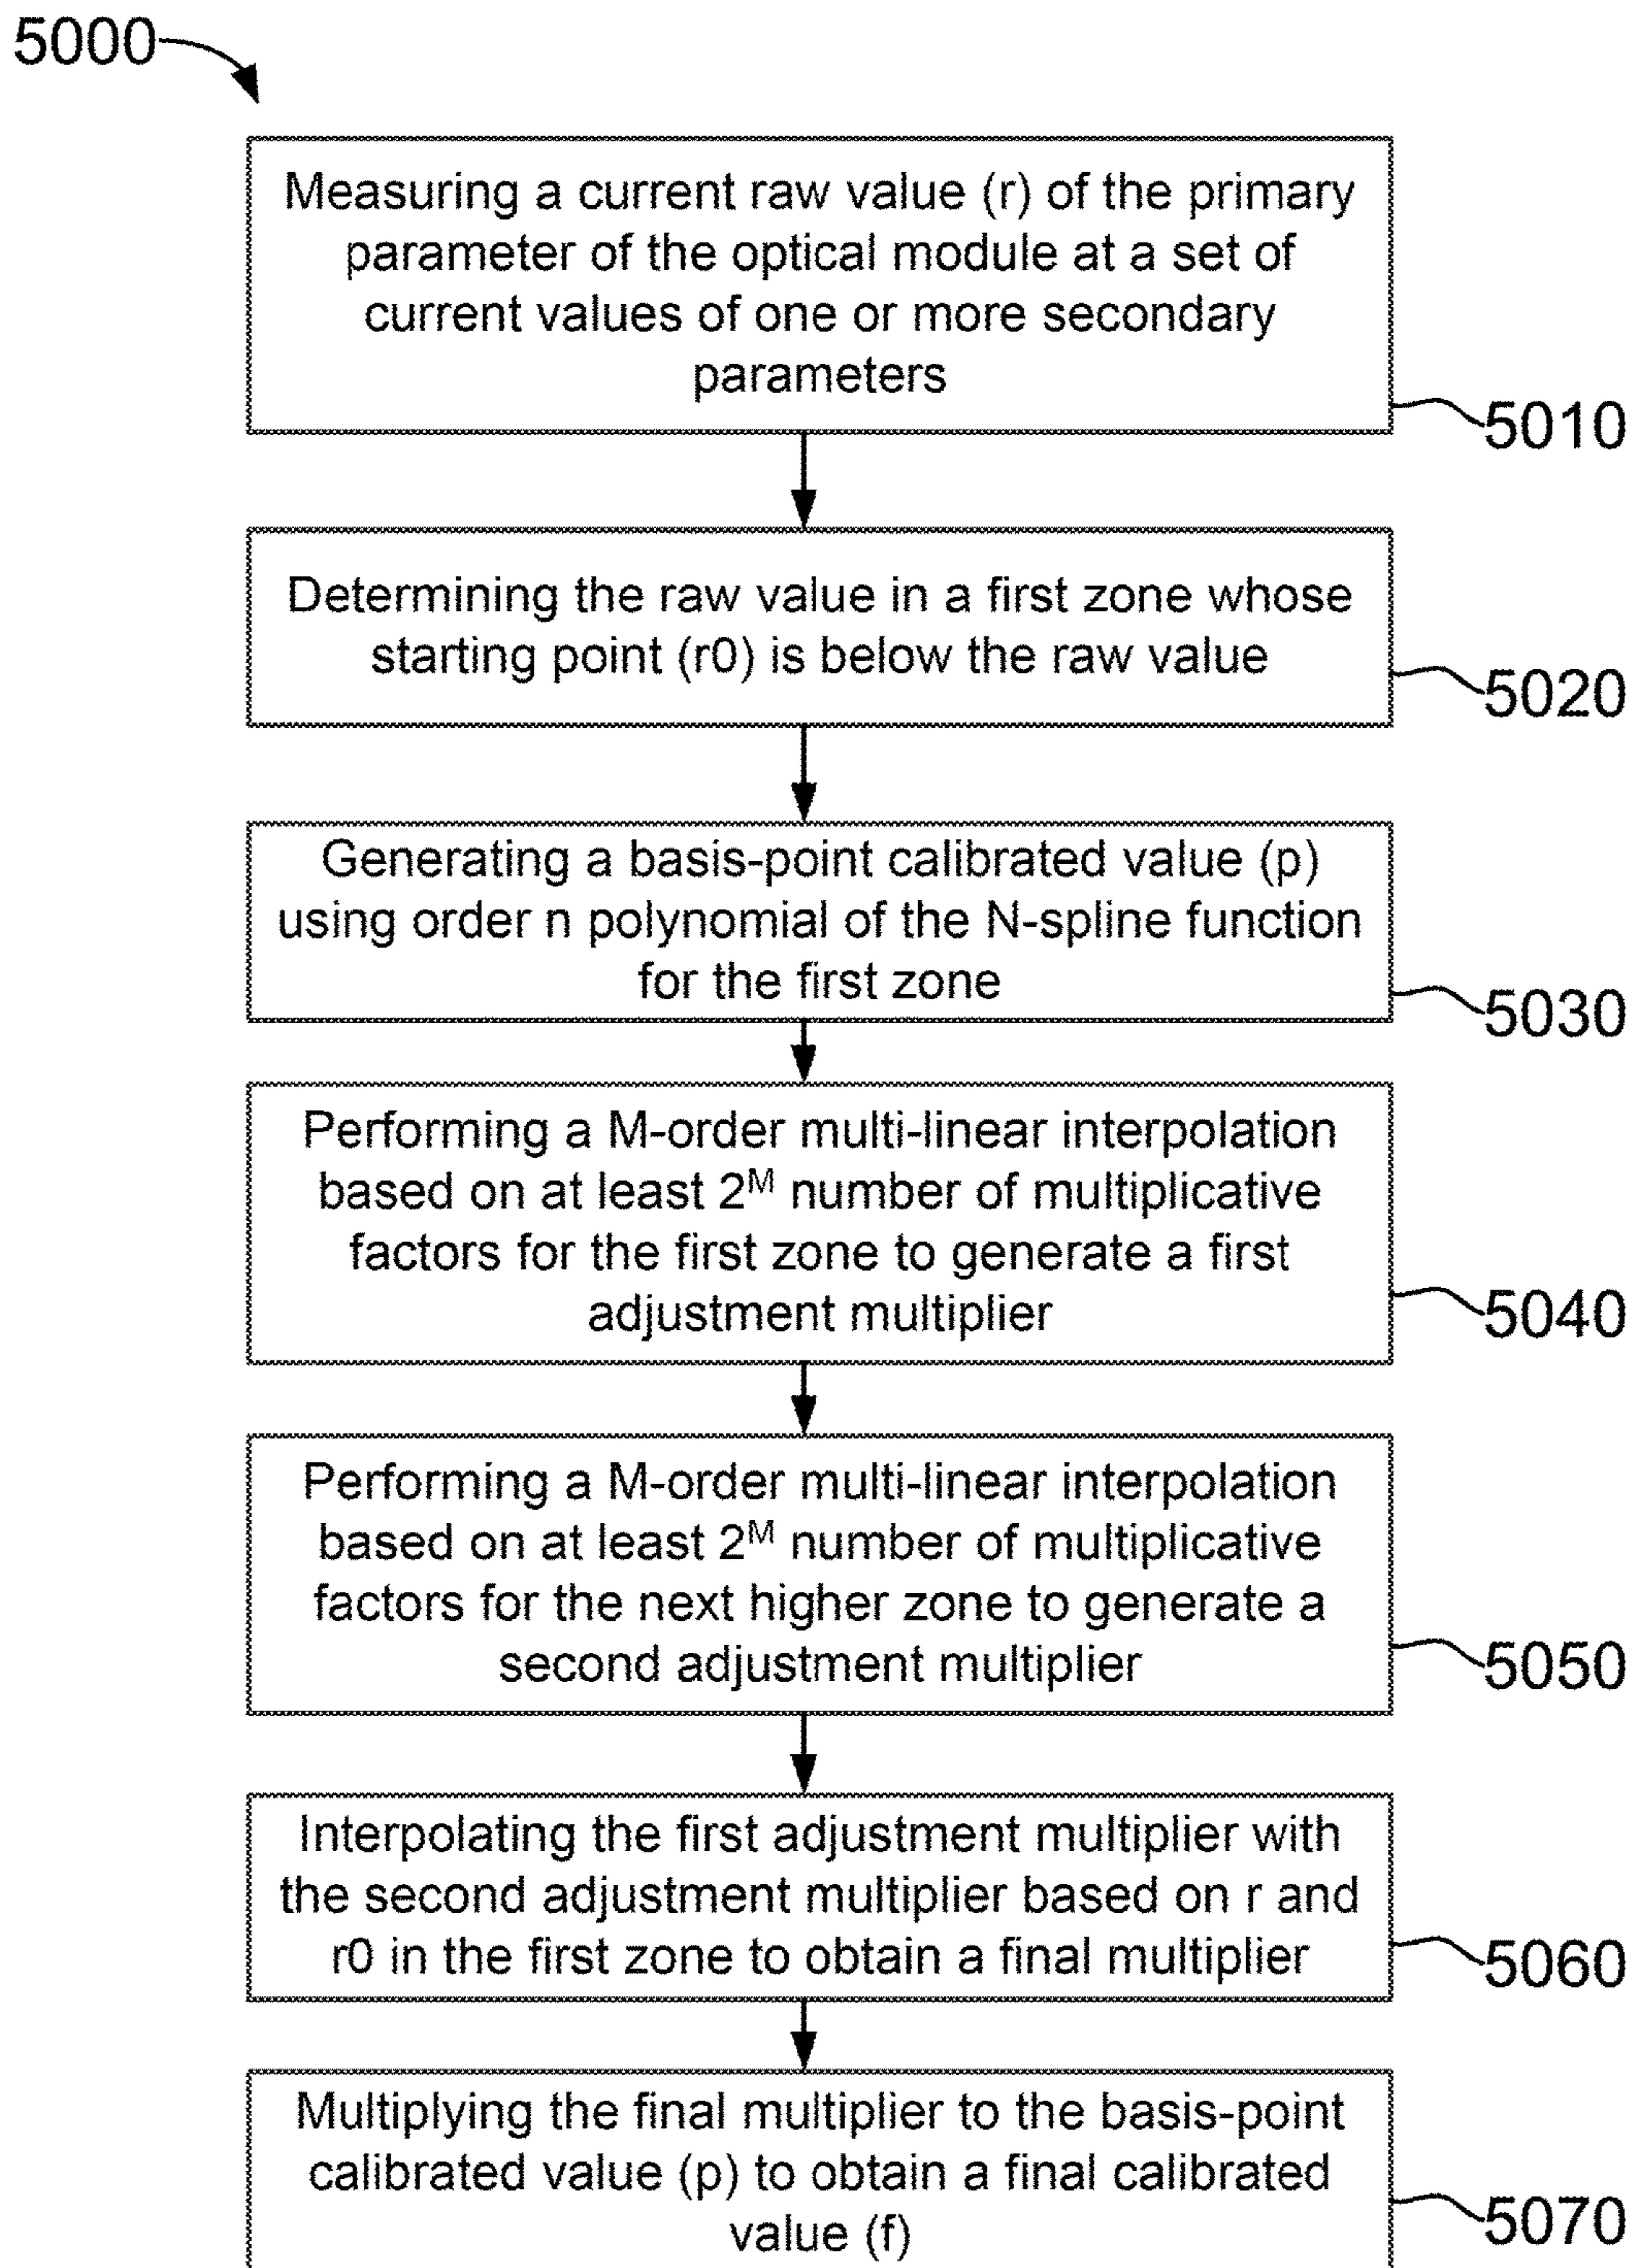 5000
Measuring a current raw value (r) of the primary
parameter of the optical module at a set of
current values of one or more secondary
parameters
5010
Determining the raw value in a first zone whose
starting point (r0) is below the raw value
5020
Generating a basis-point calibrated value (p)
using order n polynomial of the N-spline function
for the first zone
5030
Performing a M-order multi-linear interpolation
based on at least 2ᴹ number of multiplicative
factors for the first zone to generate a first
adjustment multiplier
5040
Performing a M-order multi-linear interpolation
based on at least 2ᴹ number of multiplicative
factors for the next higher zone to generate a
second adjustment multiplier
5050
Interpolating the first adjustment multiplier with
the second adjustment multiplier based on r and
r0 in the first zone to obtain a final multiplier
5060
Multiplying the final multiplier to the basis-point
calibrated value (p) to obtain a final calibrated
value (f)
5070